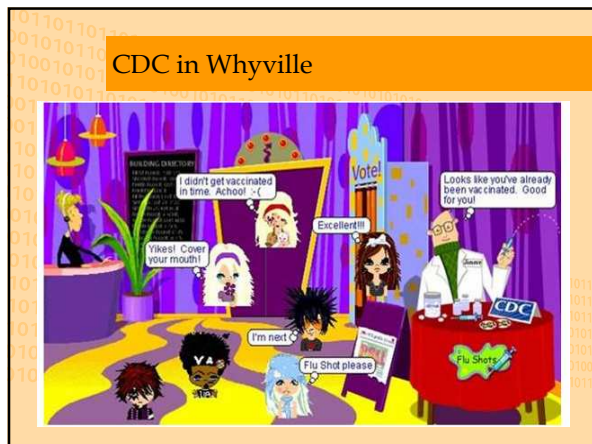 CDC in Whyville
BUILDING DIRECTORY
Vote!
I didn't get vaccinated
in time. Achoo! :-(
Looks like you've already
been vaccinated. Good
for you!
Excellent!!!
Yikes! Cover
your mouth!
CDC
I'm next
Flu Shot please
Flu Shots